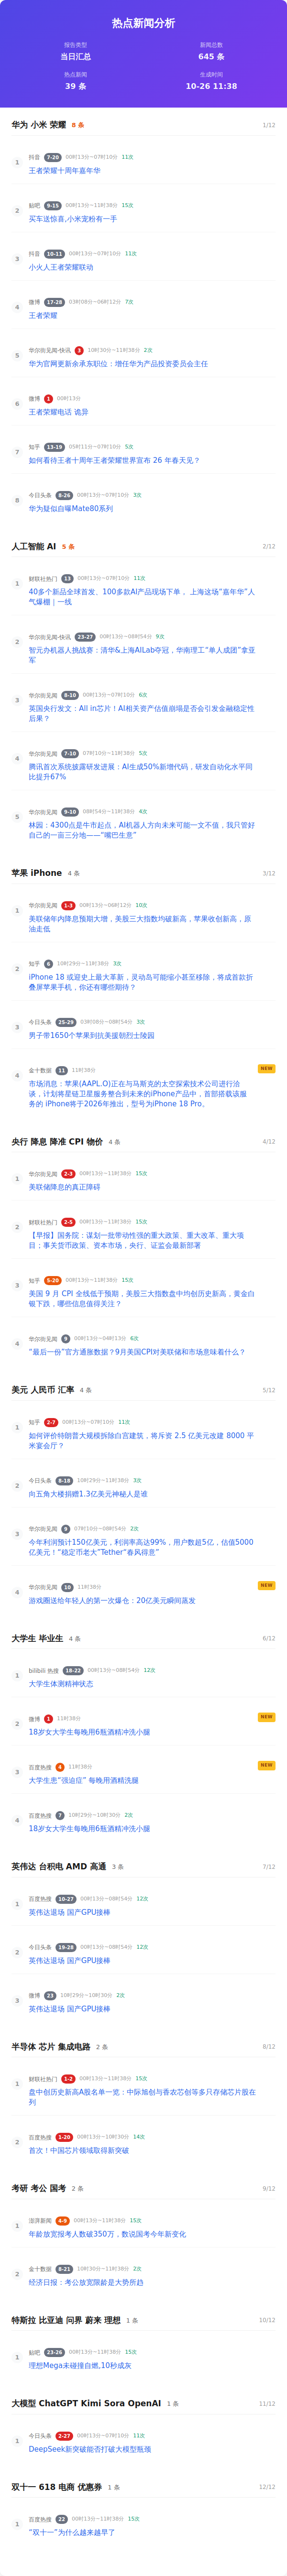 热点新闻分析
报告类型
当日汇总
新闻总数
645 条
热点新闻
39 条
生成时间
10-26 11:38
华为 小米 荣耀 8 条 1/12
1
抖音 7-20 00时13分~07时10分 11次
王者荣耀十周年嘉年华
2
贴吧 9-15 00时13分~11时38分 15次
买车送惊喜,小米宠粉有一手
3
抖音 10-11 00时13分~07时10分 11次
小火人王者荣耀联动
4
微博 17-28 03时08分~06时12分 7次
王者荣耀
5
华尔街见闻-快讯 3 10时30分~11时38分 2次
华为官网更新余承东职位：增任华为产品投资委员会主任
6
微博 1 00时13分
王者荣耀电话 诡异
7
知乎 13-19 05时11分~07时10分 5次
如何看待王者十周年王者荣耀世界宣布 26 年春天见？
8
今日头条 8-26 00时13分~07时10分 3次
华为疑似自曝Mate80系列
人工智能 AI 5 条 2/12
1
财联社热门 13 00时13分~07时10分 11次
40多个新品全球首发、100多款AI产品现场下单， 上海这场“嘉年华”人
气爆棚｜一线
2
华尔街见闻-快讯 23-27 00时13分~08时54分 9次
智元办机器人挑战赛：清华&上海AILab夺冠，华南理工“单人成团”拿亚
军
3
华尔街见闻 8-10 00时13分~07时10分 6次
英国央行发文：All in芯片！AI相关资产估值崩塌是否会引发金融稳定性
后果？
4
华尔街见闻 7-10 07时10分~11时38分 5次
腾讯首次系统披露研发进展：AI生成50%新增代码，研发自动化水平同
比提升67%
5
华尔街见闻 9-10 08时54分~11时38分 4次
林园：4300点是牛市起点，AI机器人方向未来可能一文不值，我只管好
自己的一亩三分地——“嘴巴生意”
苹果 iPhone 4 条 3/12
1
华尔街见闻 1-3 00时13分~06时12分 10次
美联储年内降息预期大增，美股三大指数均破新高，苹果收创新高，原
油走低
2
知乎 6 10时29分~11时38分 3次
iPhone 18 或迎史上最大革新，灵动岛可能缩小甚至移除，将成首款折
叠屏苹果手机，你还有哪些期待？
3
今日头条 25-29 03时08分~08时54分 3次
男子带1650个苹果到抗美援朝烈士陵园
4
金十数据 11 11时38分 NEW
市场消息：苹果(AAPL.O)正在与马斯克的太空探索技术公司进行洽
谈，计划将星链卫星服务整合到未来的iPhone产品中，首部搭载该服
务的 iPhone将于2026年推出，型号为iPhone 18 Pro。
央行 降息 降准 CPI 物价 4 条 4/12
1
华尔街见闻 2-3 00时13分~11时38分 15次
美联储降息的真正障碍
2
财联社热门 2-5 00时13分~11时38分 15次
【早报】国务院：谋划一批带动性强的重大政策、重大改革、重大项
目；事关货币政策、资本市场，央行、证监会最新部署
3
知乎 5-20 00时13分~11时38分 15次
美国 9 月 CPI 全线低于预期，美股三大指数盘中均创历史新高，黄金白
银下跌，哪些信息值得关注？
4
华尔街见闻 9 00时13分~04时13分 6次
“最后一份”官方通胀数据？9月美国CPI对美联储和市场意味着什么？
美元 人民币 汇率 4 条 5/12
1
知乎 2-7 00时13分~07时10分 11次
如何评价特朗普大规模拆除白宫建筑，将斥资 2.5 亿美元改建 8000 平
米宴会厅？
2
今日头条 8-18 10时29分~11时38分 3次
向五角大楼捐赠1.3亿美元神秘人是谁
3
华尔街见闻 9 07时10分~08时54分 2次
今年利润预计150亿美元，利润率高达99%，用户数超5亿，估值5000
亿美元！“稳定币老大”Tether“春风得意”
4
华尔街见闻 10 11时38分 NEW
游戏圈送给年轻人的第一次爆仓：20亿美元瞬间蒸发
大学生 毕业生 4 条 6/12
1
bilibili 热搜 18-22 00时13分~08时54分 12次
大学生体测精神状态
2
微博 1 11时38分 NEW
18岁女大学生每晚用6瓶酒精冲洗小腿
3
百度热搜 4 11时38分 NEW
大学生患“强迫症” 每晚用酒精洗腿
4
百度热搜 7 10时29分~10时30分 2次
18岁女大学生每晚用6瓶酒精冲洗小腿
英伟达 台积电 AMD 高通 3 条 7/12
1
百度热搜 10-27 00时13分~08时54分 12次
英伟达退场 国产GPU接棒
2
今日头条 19-28 00时13分~08时54分 12次
英伟达退场 国产GPU接棒
3
微博 23 10时29分~10时30分 2次
英伟达退场 国产GPU接棒
半导体 芯片 集成电路 2 条 8/12
1
财联社热门 1-2 00时13分~11时38分 15次
盘中创历史新高A股名单一览：中际旭创与香农芯创等多只存储芯片股在
列
2
百度热搜 1-20 00时13分~10时30分 14次
首次！中国芯片领域取得新突破
考研 考公 国考 2 条 9/12
1
澎湃新闻 4-9 00时13分~11时38分 15次
年龄放宽报考人数破350万，数说国考今年新变化
2
金十数据 8-21 10时30分~11时38分 2次
经济日报：考公放宽限龄是大势所趋
特斯拉 比亚迪 问界 蔚来 理想 1 条 10/12
1
贴吧 23-26 00时13分~11时38分 15次
理想Mega未碰撞自燃,10秒成灰
大模型 ChatGPT Kimi Sora OpenAI 1 条 11/12
1
今日头条 2-27 00时13分~07时10分 11次
DeepSeek新突破能否打破大模型瓶颈
双十一 618 电商 优惠券 1 条 12/12
1
百度热搜 22 00时13分~11时38分 15次
“双十一”为什么越来越早了